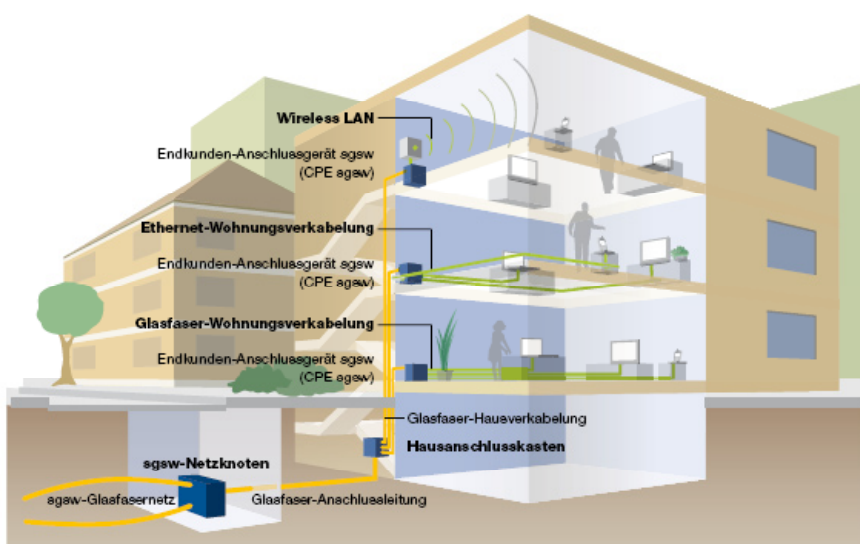 Wireless LAN
Endkunden-Anschlussgerät sgsw
(CPE sgsw)
Ethernet-Wohnungsverkabelung
Endkunden-Anschlussgerät sgsw
(CPE sgsw)
Glasfaser-Wohnungsverkabelung
Endkunden-Anschlussgerät sgsw
(CPE sgsw)
Glasfaser-Hausverkabelung
Hausanschlusskasten
sgsw-Netzknoten
sgsw-Glasfasernetz
Glasfaser-Anschlussleitung